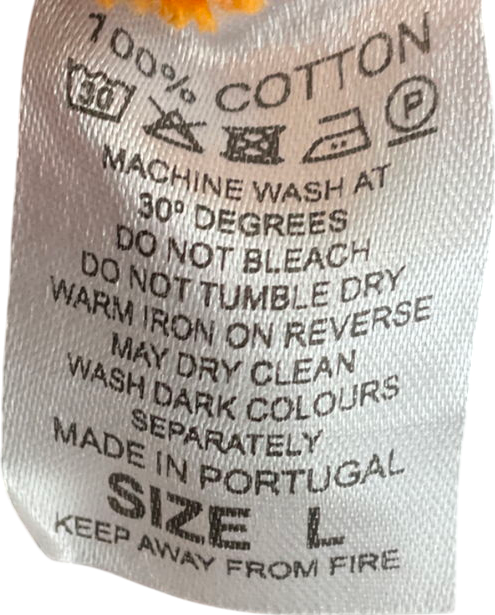 100% COTTON
30 P
MACHINE WASH AT
30º DEGREES
DO NOT BLEACH
DO NOT TUMBLE DRY
WARM IRON ON REVERSE
MAY DRY CLEAN
WASH DARK COLOURS
SEPARATELY
MADE IN PORTUGAL
SIZE L
KEEP AWAY FROM FIRE